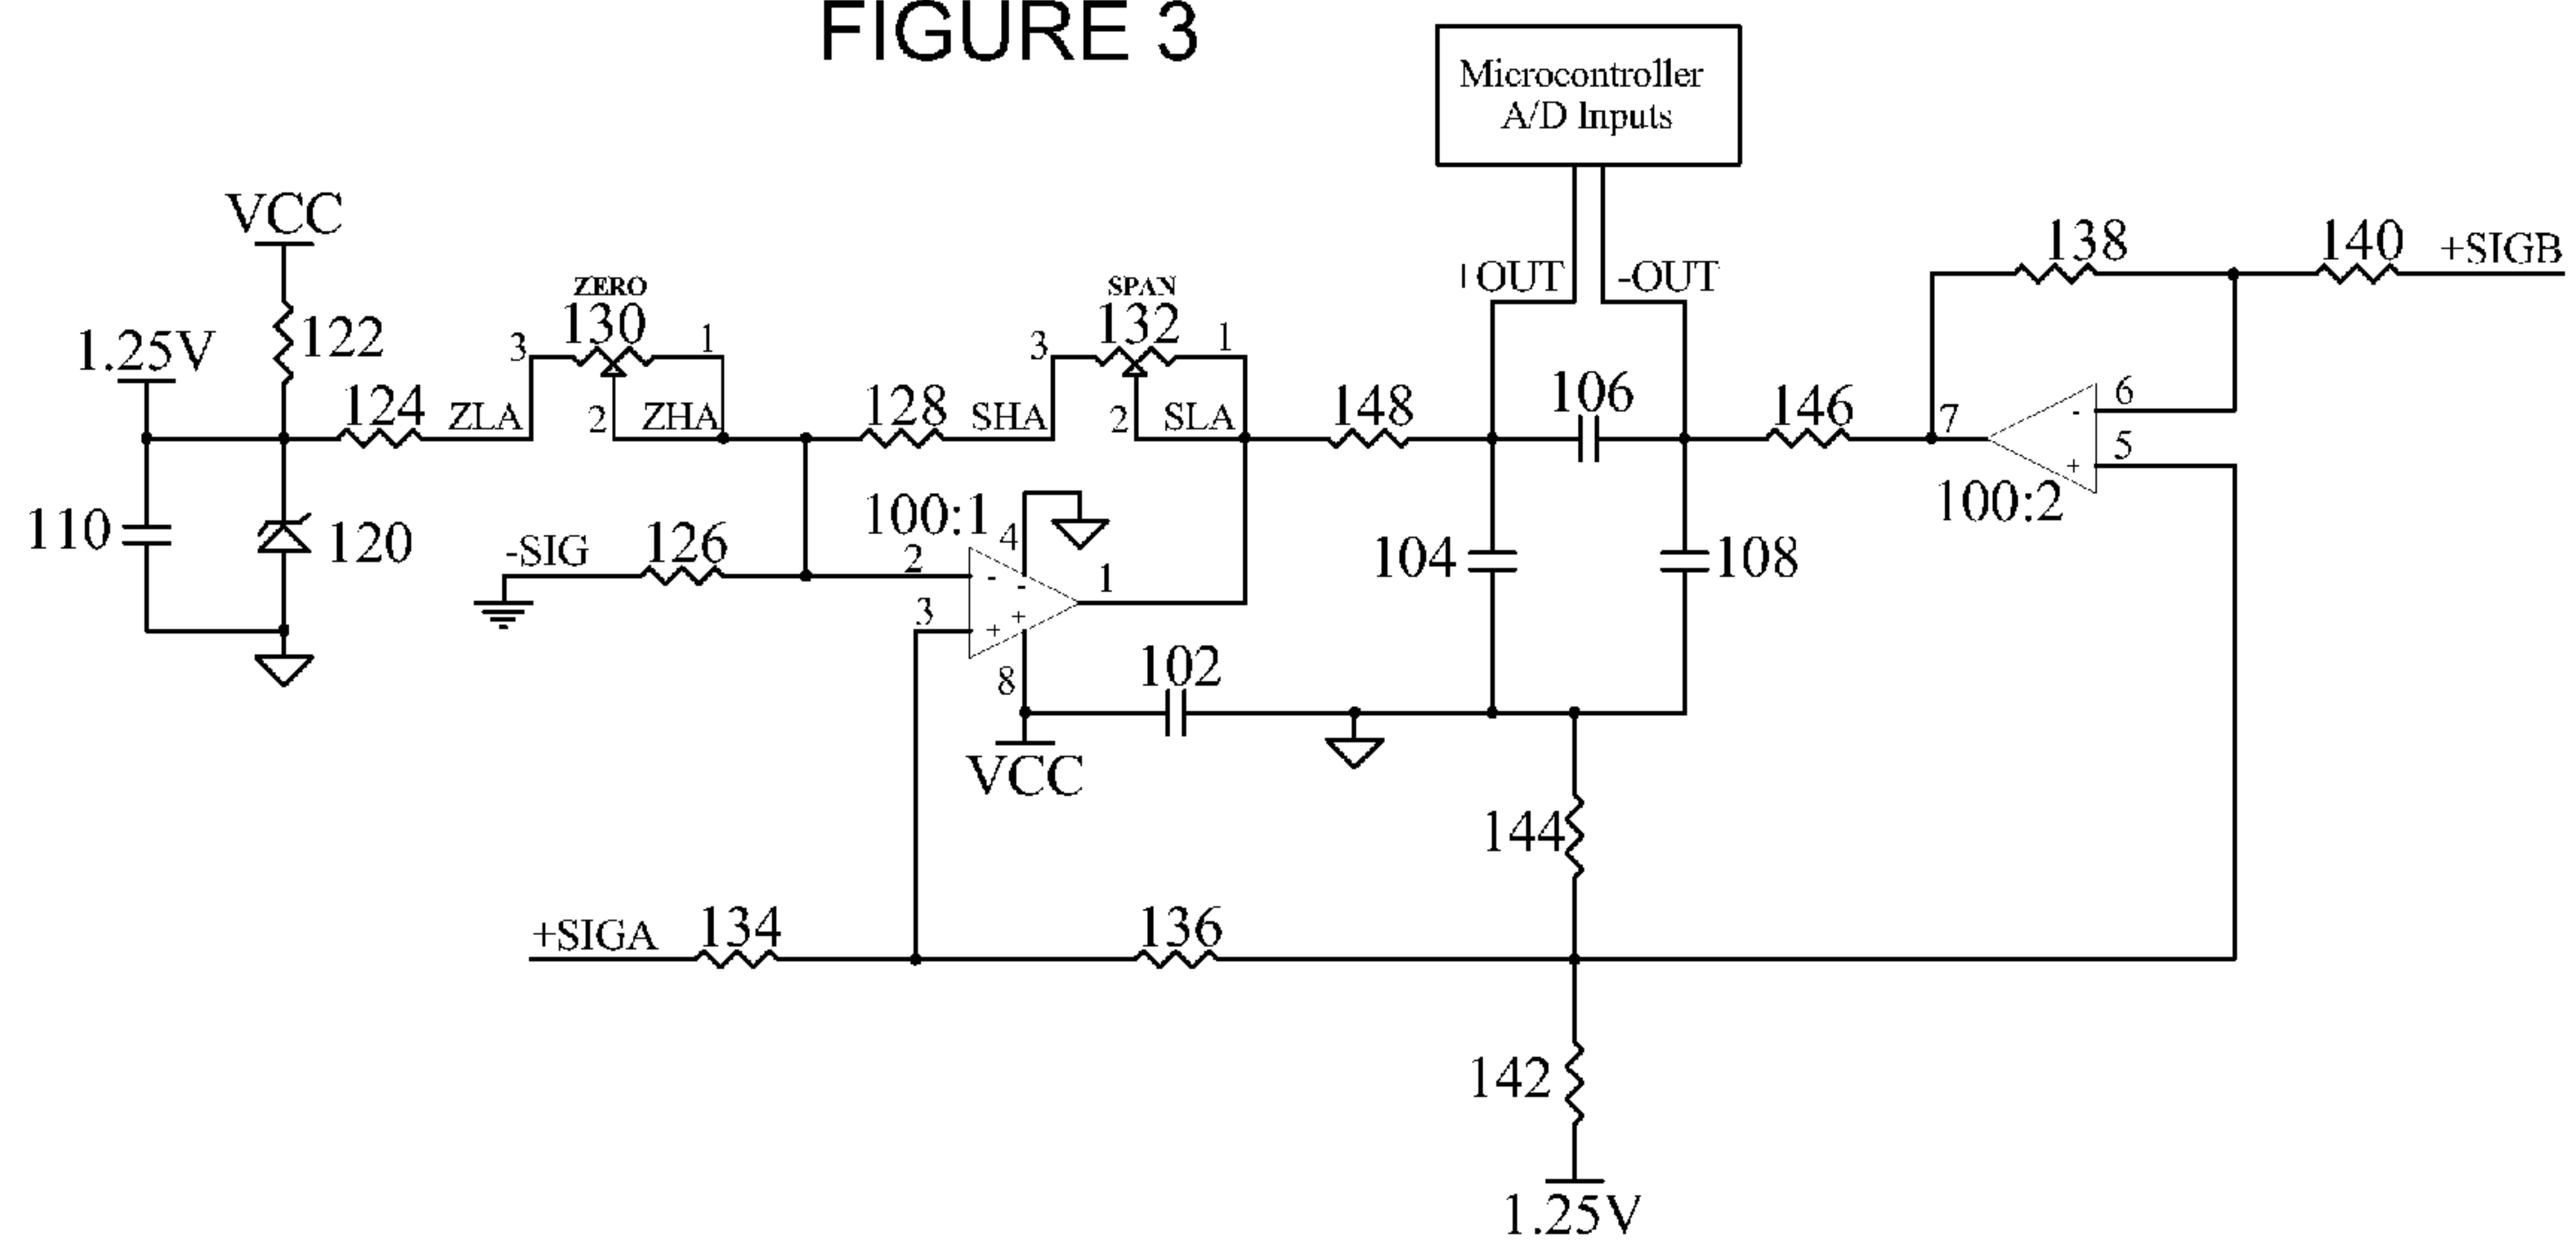 FIGURE 3
Microcontroller
A/D Inputs
VCC
1.25V
122
124
ZLA
ZERO
130
3
1
2
ZHA
128
SHA
SPAN
132
3
1
2
SLA
148
+OUT
-OUT
106
146
138
140
+SIGB
7
6
-
5
+
100:2
110
120
-SIG
126
100:1
4
2
-
-
1
3
+
+
8
104
108
102
VCC
144
+SIGA
134
136
142
1.25V